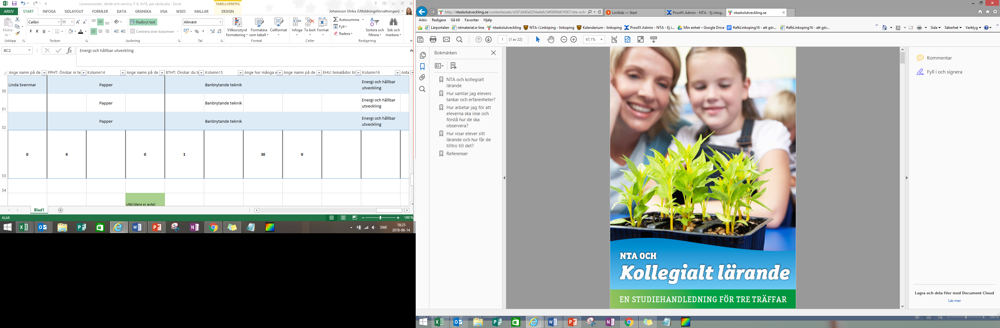 Leveransorder, Idrott och service, F-6, ht18, per skola.xlsx - Excel
TABELLVERKTYG
ARKIV START INFOGA SIDLAYOUT FORMLER DATA GRANSKA VISA W3D3 MALLAR DESIGN
Johansson Ulrika (Utbildningsförvaltningen)
Klistra in
Urklipp
Calibri 11
F K U
Tecken
Radbryt text
Centrera över kolumner
Justering
Allmänt
Tal
Villkorsstyrd formatering
Formatera som tabell
Cellformat
Format
Infoga Ta bort Format
Celler
Autosumma
Fyll
Radera
Sortera och filtrera
Sök och markera
Redigering
BC2
Energi och hållbar utveckling
Ange namn på de PPHT: Önskar ni te Kolumn14 Ange namn på de BTHT: Önskar du te Kolumn15 Ange hur många e Ange namn på de EHU: temalådor Er Kolumn16 Anta
50 Linda Svenmar Papper Banbrytande teknik Energi och hållbar utveckling
51 Papper Banbrytande teknik Energi och hållbar utveckling
52 Papper Banbrytande teknik Energi och hållbar utveckling
53 0 4 0 1 30 0
54
Utbildare ej avtal
Blad1
KLAR
100 %
SWE
18:25
2018-06-14
http://ntaskolutveckling.se/contentassets/e597a840a0254a4e8c54f0899d61f067/nta-och-
LinWeb — Start
ProofX Admin - NTA - Ej inlog...
ntaskolutveckling.se
Arkiv Redigera Gå till Favoriter Hjälp
Lärportalen ntmateriel.e-line ntaskolutveckling NTA i Linköping - linkoping Kalendarium - linkoping ProofX Admin - NTA - Ej i... Min enhet – Google Drive #afkLinkoping16 - att gör... #afkLinkoping16 - att gör...
Sida Säkerhet Verktyg
1 (1 av 22)
67,1%
Bokmärken
NTA och kollegialt
lärande
Hur samlar jag elevers
tankar och erfarenheter?
Hur arbetar jag för att
eleverna ska inse och
förstå hur de ska
observera?
Hur visar elever sitt
lärande och hur får de
tilltro till det?
Referenser
NTA OCH
Kollegialt lärande
EN STUDIEHANDLEDNING FÖR TRE TRÄFFAR
Kommentar
Fyll i och signera
Lagra och dela filer med Document Cloud
Läs mer
100 %